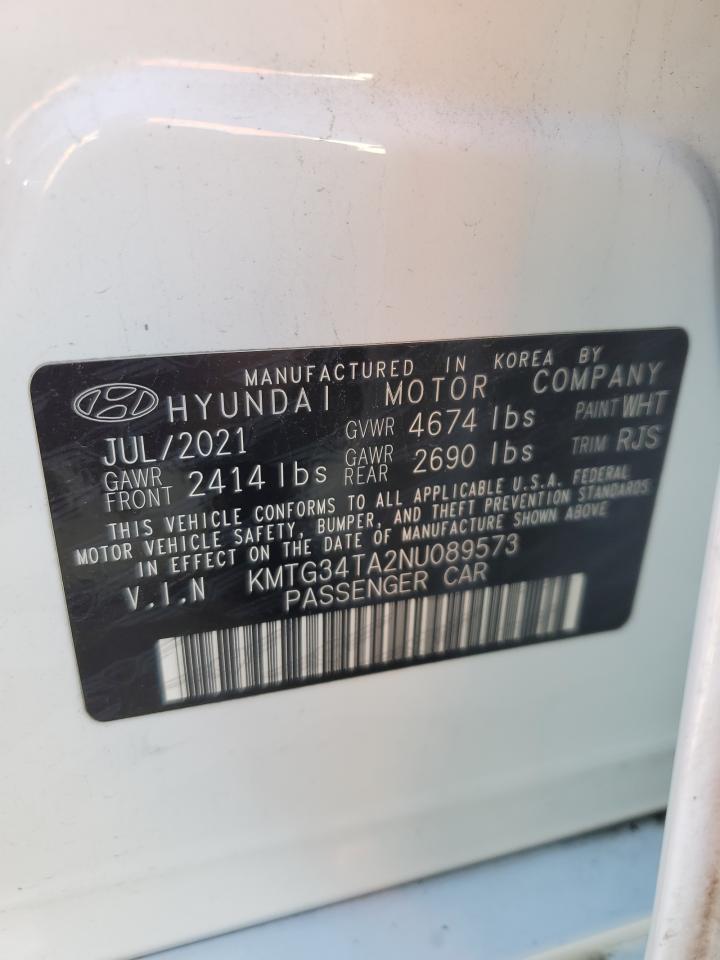 MANUFACTURED IN KOREA BY
HYUNDAI MOTOR COMPANY
JUL/2021 GVWR 4674 lbs PAINT WHT
GAWR FRONT 2414 lbs GAWR REAR 2690 lbs TRIM RJS
THIS VEHICLE CONFORMS TO ALL APPLICABLE U.S.A. FEDERAL
MOTOR VEHICLE SAFETY, BUMPER, AND THEFT PREVENTION STANDARDS
IN EFFECT ON THE DATE OF MANUFACTURE SHOWN ABOVE
V.I.N KMTG34TA2NU089573
PASSENGER CAR